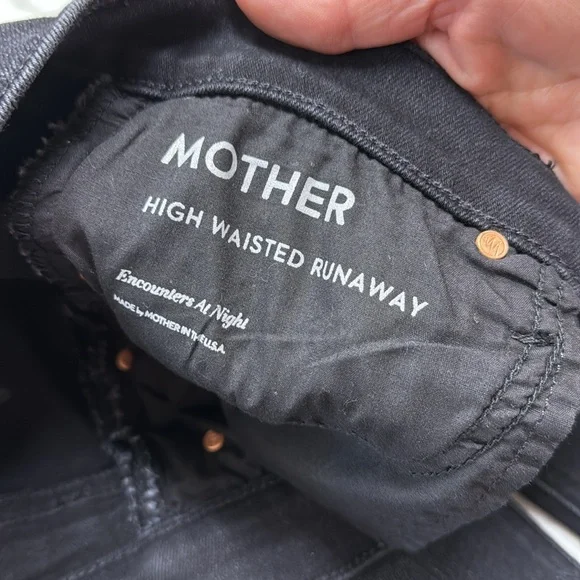 MOTHER
HIGH WAISTED RUNAWAY
Encounters At Night
MADE by MOTHER IN THE U.S.A.